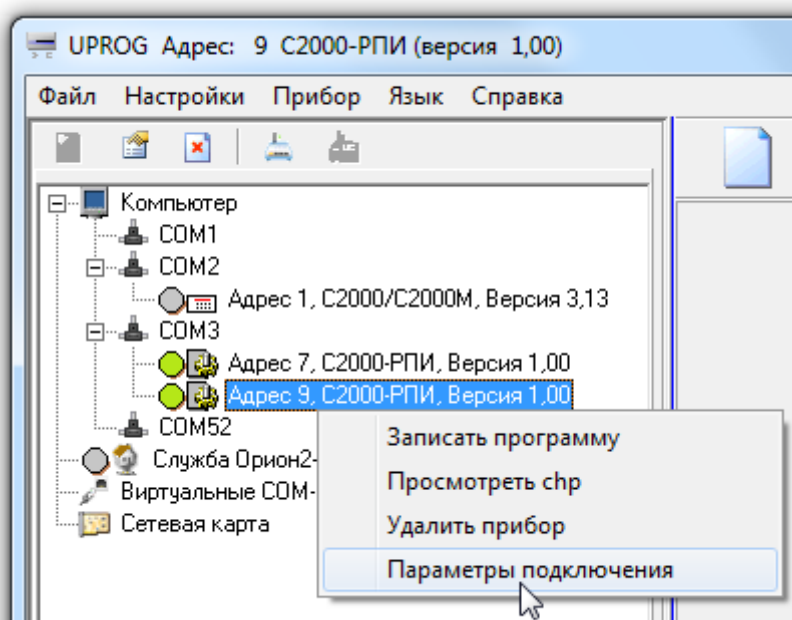 UPROG Адрес: 9 С2000-РПИ (версия 1,00)
Файл Настройки Прибор Язык Справка
Компьютер
COM1
COM2
Адрес 1, С2000/С2000М, Версия 3,13
COM3
Адрес 7, С2000-РПИ, Версия 1,00
Адрес 9, С2000-РПИ, Версия 1,00
COM52
Служба Орион2-
Виртуальные COM-
Сетевая карта
Записать программу
Просмотреть chp
Удалить прибор
Параметры подключения